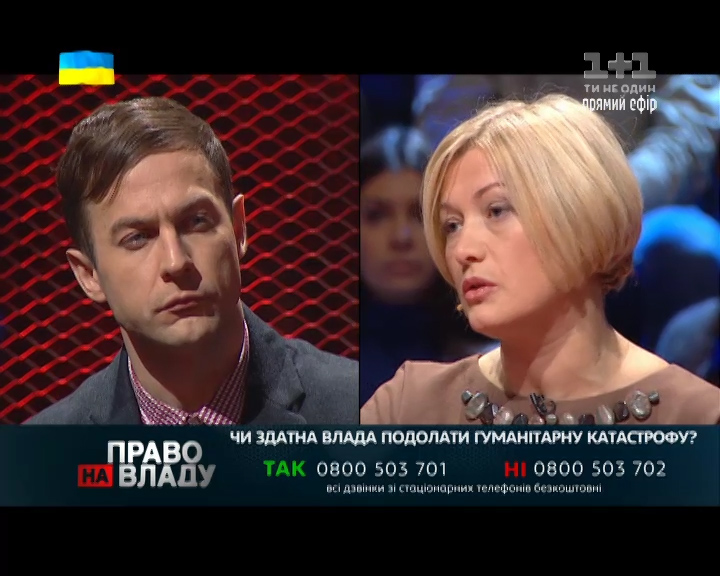 1+1
ТИ НЕ ОДИН
ПРЯМИЙ ЕФІР
ЧИ ЗДАТНА ВЛАДА ПОДОЛАТИ ГУМАНІТАРНУ КАТАСТРОФУ?
ПРАВО
НА ВЛАДУ
ТАК 0800 503 701 НІ 0800 503 702
всі дзвінки зі стаціонарних телефонів безкоштовні